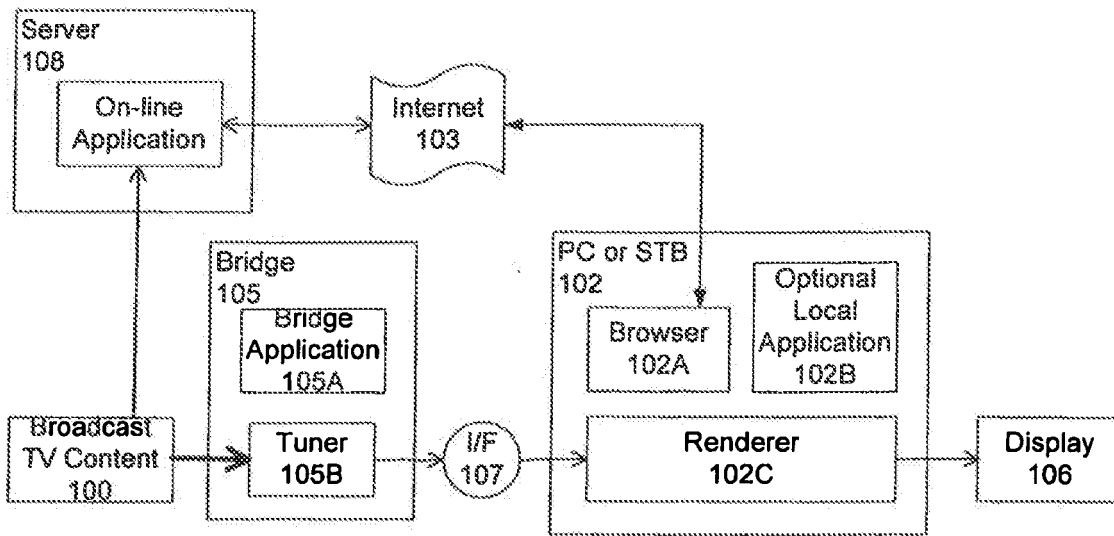 Server
108
On-line
Application
Internet
103
Bridge
105
Bridge
Application
105A
PC or STB
102
Browser
102A
Optional
Local
Application
102B
Broadcast
TV Content
100
Tuner
105B
I/F
107
Renderer
102C
Display
106